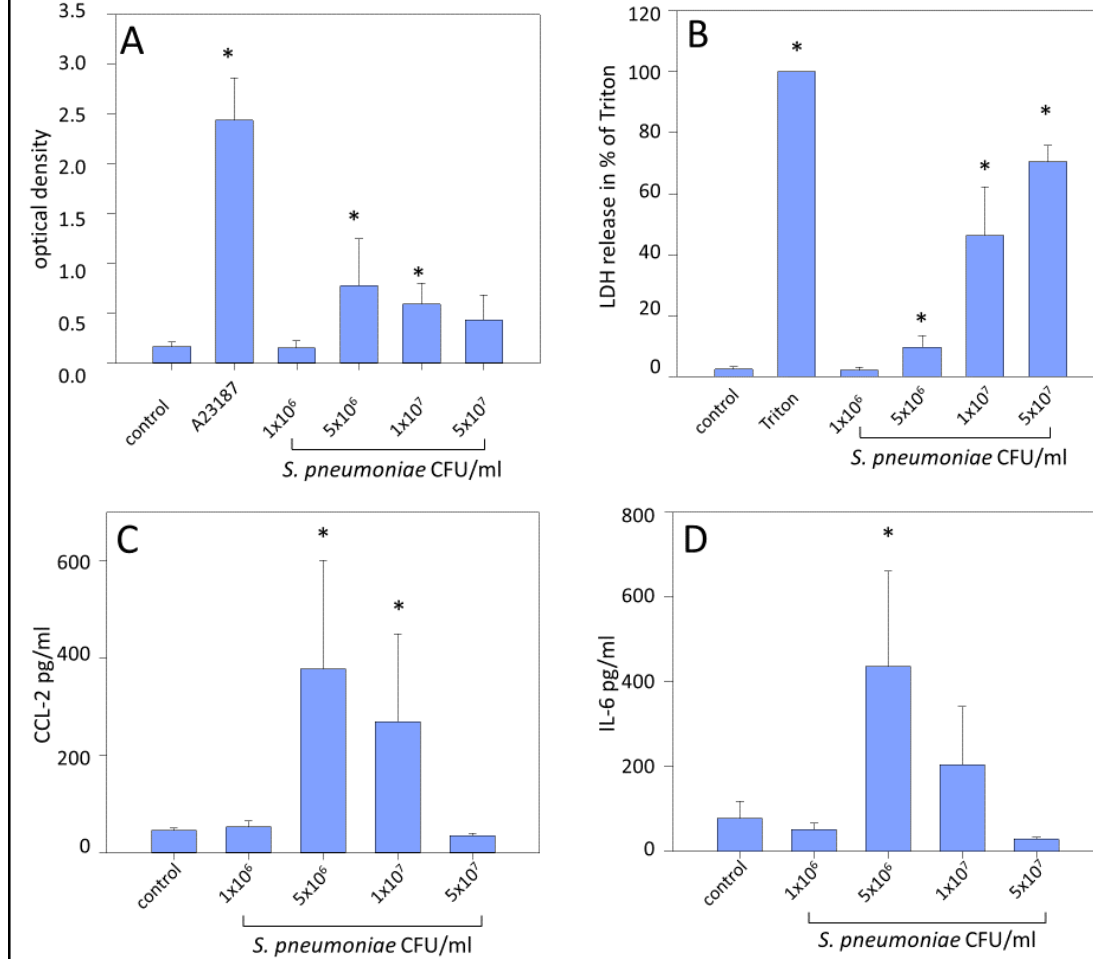 A
optical density
3.5
3.0
2.5
2.0
1.5
1.0
0.5
0.0
*
*
*
control
A23187
1x10⁶
5x10⁶
1x10⁷
5x10⁷
S. pneumoniae CFU/ml
B
LDH release in % of Triton
120
100
80
60
40
20
0
*
*
*
*
control
Triton
1x10⁶
5x10⁶
1x10⁷
5x10⁷
S. pneumoniae CFU/ml
C
CCL-2 pg/ml
600
400
200
0
*
*
control
1x10⁶
5x10⁶
1x10⁷
5x10⁷
S. pneumoniae CFU/ml
D
IL-6 pg/ml
800
600
400
200
0
*
control
1x10⁶
5x10⁶
1x10⁷
5x10⁷
S. pneumoniae CFU/ml